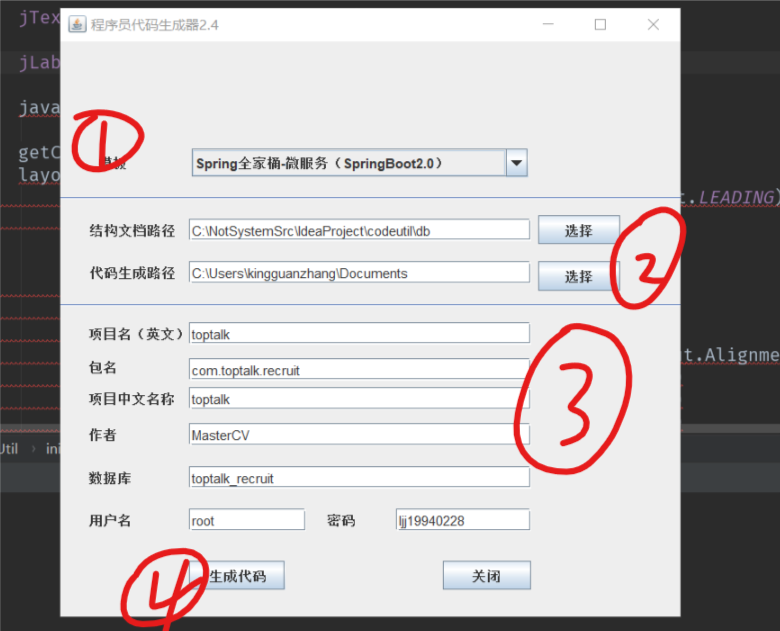 jTex
程序员代码生成器2.4
jLab
java
①
getC
Spring全家桶-微服务（SpringBoot2.0）
layo
t.LEADING)
结构文档路径 C:\NotSystemSrc\IdeaProject\codeutil\db 选择
②
代码生成路径 C:\Users\kingguanzhang\Documents 选择
项目名（英文） toptalk
t.Alignme
包名 com.toptalk.recruit
③
项目中文名称 toptalk
作者 MasterCV
Util › ini
数据库 toptalk_recruit
用户名 root 密码 ljj19940228
④
生成代码 关闭